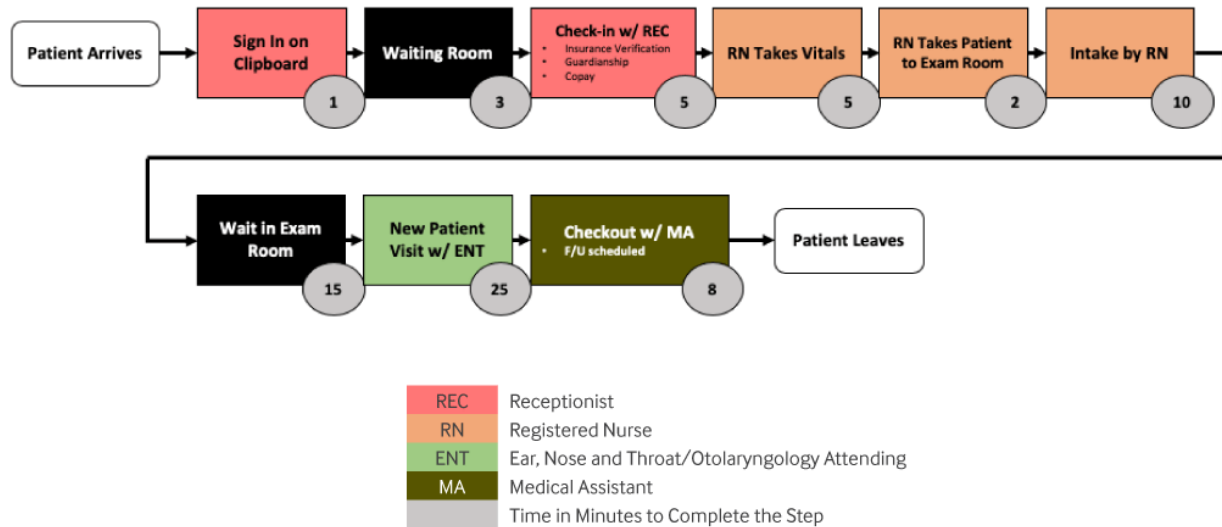 Patient Arrives
Sign In on
Clipboard
1
Waiting Room
3
Check-in w/ REC
• Insurance Verification
• Guardianship
• Copay
5
RN Takes Vitals
5
RN Takes Patient
to Exam Room
2
Intake by RN
10
Wait in Exam
Room
15
New Patient
Visit w/ ENT
25
Checkout w/ MA
• F/U scheduled
8
Patient Leaves
REC Receptionist
RN Registered Nurse
ENT Ear, Nose and Throat/Otolaryngology Attending
MA Medical Assistant
Time in Minutes to Complete the Step